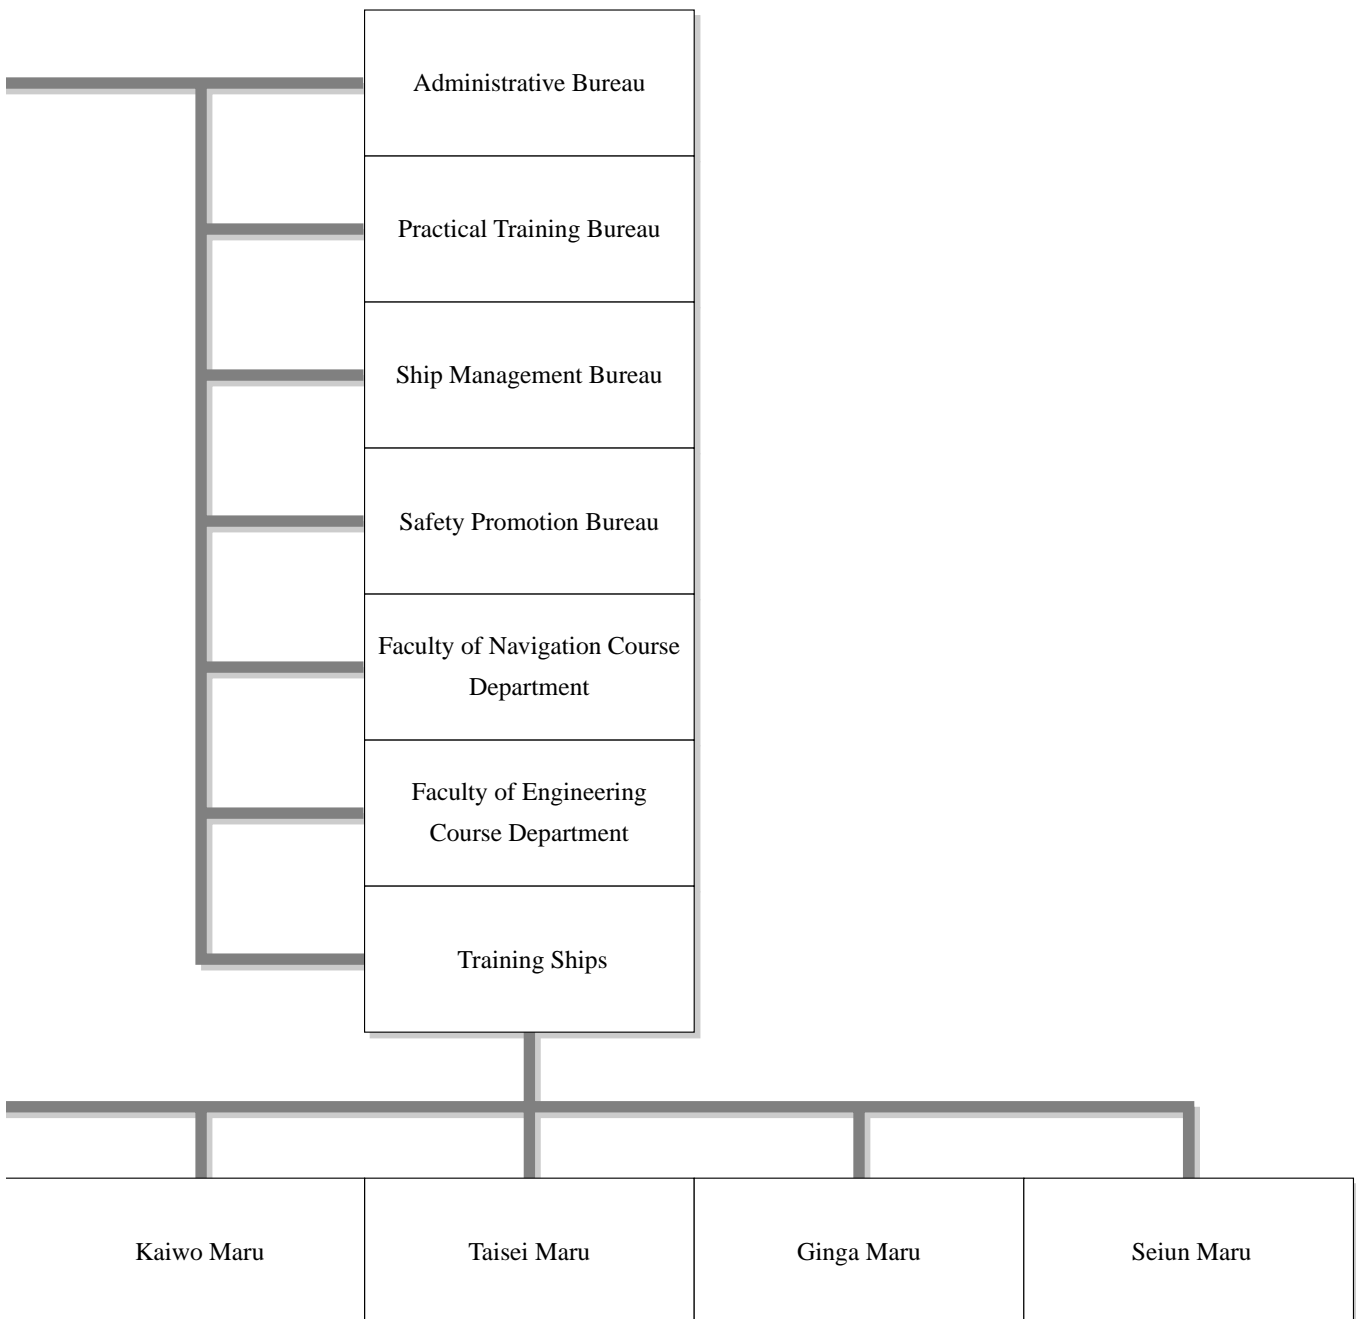 Administrative Bureau
Practical Training Bureau
Ship Management Bureau
Safety Promotion Bureau
Faculty of Navigation Course
Department
Faculty of Engineering
Course Department
Training Ships
Kaiwo Maru
Taisei Maru
Ginga Maru
Seiun Maru